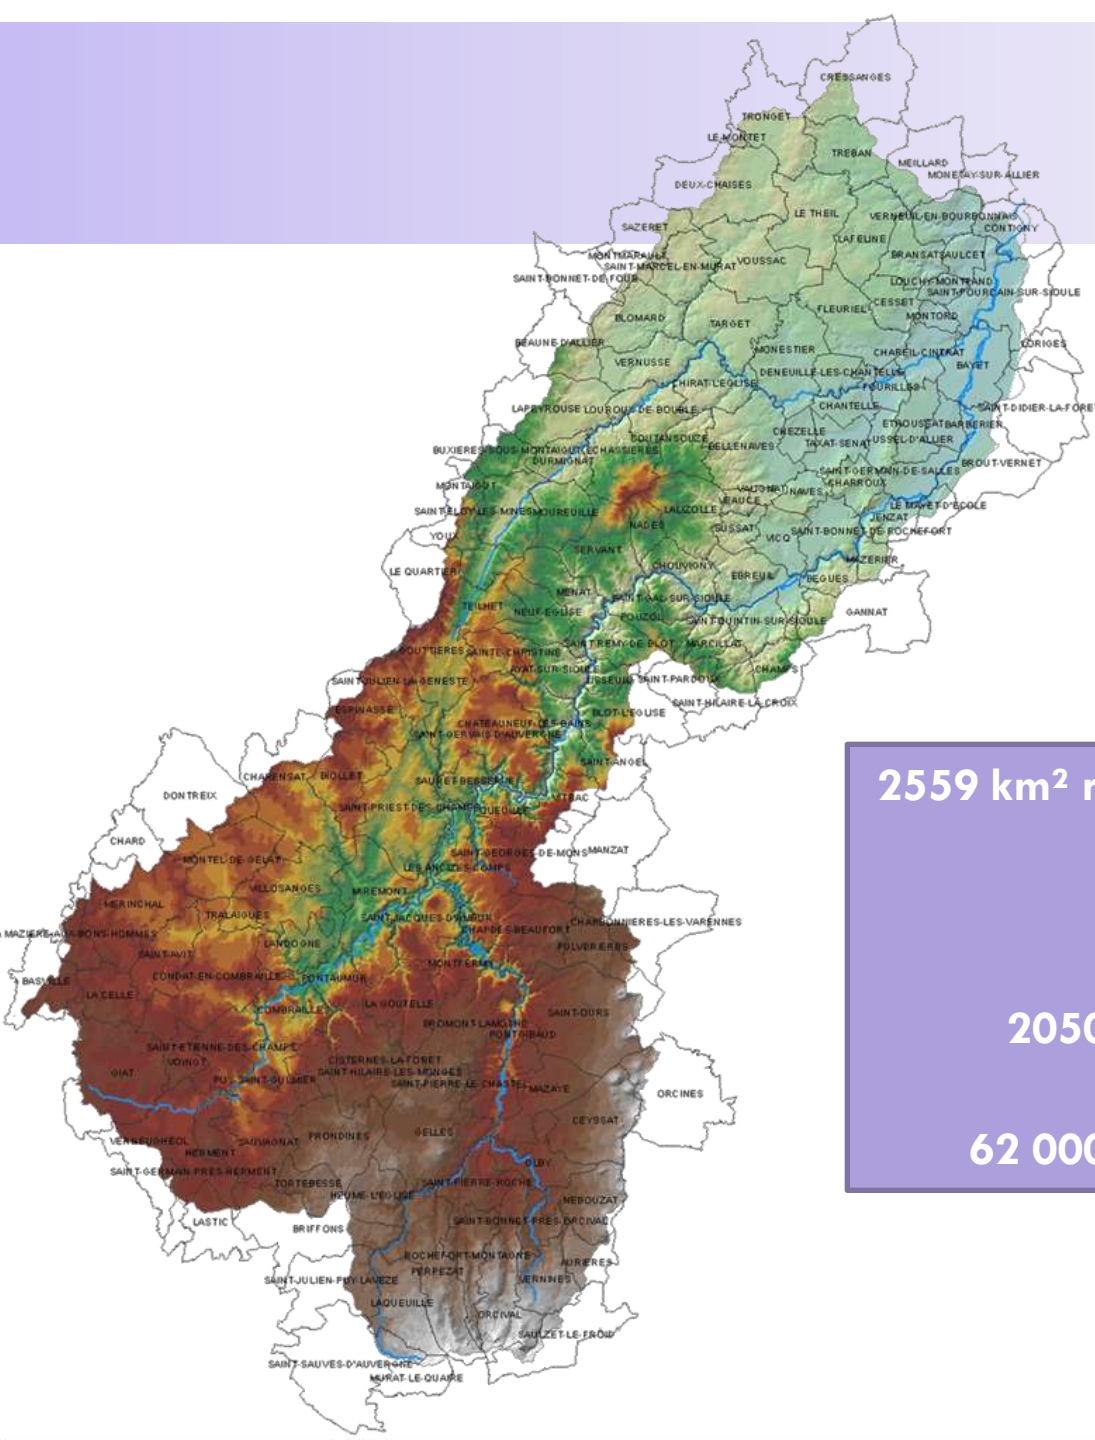 CRESSANGES
TRONGET
LE-MONTET
TREBAN
MEILLARD
MONETAY-SUR-ALLIER
DEUX-CHAISES
LE THEIL
VERNEUIL-EN-BOURBONNAIS
SAZERET
CONTIGNY
LAFELINE
MONTMARAULT
BRANSAT
SAULCET
SAINT-MARCEL-EN-MURAT
VOUSSAC
SAINT-BONNET-DE-FOUR
LOUCHY-MONTFAND
SAINT-POURCAIN-SUR-SIOULE
CESSET
FLEURIEL
BLOMARD
MONTORD
TARGET
BEAUNE-D'ALLIER
LORIGES
MONESTIER
CHAREIL-CINTRAT
VERNUSSE
BAYET
DENEUILLE-LES-CHANTELLE
CHIRAT-L'EGLISE
FOURILLES
LAPEYROUSE
LOUROUX-DE-BOUBLE
CHANTELLE
SAINT-DIDIER-LA-FORE
ETROUSSAT
BARBERIER
CHEZELLE
COUTANSOUZE
TAXAT-SENAT
USSEL-D'ALLIER
BELLENAVES
BUXIERES-SOUS-MONTAIGUT
ECHASSIERES
DURMIGNAT
BROUT-VERNET
SAINT-GERMAIN-DE-SALLES
CHARROUX
MONTAIGUT
NAVES
VEAUCE
LE MAYET-D'ECOLE
SAINT-ELOY-LES-MINES
MOUREUILLE
LALIZOLLE
JENZAT
NADES
SUSSAT
SAINT-BONNET-DE-ROCHEFORT
YOUX
VICQ
SERVANT
MAZERIER
CHOUVIGNY
LE QUARTIER
EBREUIL
BEGUES
MENAT
SAINT-GAL-SUR-SIOULE
TEILHET
NEUF-EGLISE
GANNAT
POUZOL
SAINT-QUINTIN-SUR-SIOULE
SAINT REMY-DE-BLOT
MARCILLAT
GOUTTIERES
SAINTE-CHRISTINE
AYAT-SUR-SIOULE
CHAMPS
SAINT-JULIEN-LA-GENESTE
LISSEUIL
SAINT-PARDOUX
SAINT-HILAIRE-LA-CROIX
ESPINASSE
BLOT-L'EGLISE
CHATEAUNEUF-LES-BAINS
SAINT-GERVAIS-D'AUVERGNE
SAINT-ANGEL
CHARENSAT
BIOLLET
SAURET-BESSERVE
DONTREIX
VITRAC
SAINT-PRIEST-DES-CHAMPS
QUEUILLE
2559 km²
CHARD
SAINT-GEORGES-DE-MONS
MANZAT
MONTEL-DE-GELAT
LES ANCIZES-COMPS
VILLOSANGES
MIREMONT
MERINCHAL
TRALAIGUES
SAINT-JACQUES-D'AMBUR
CHARBONNIERES-LES-VARENNES
CHAPDES-BEAUFORT
MAZIERE-AUX-BONS-HOMMES
LANDOGNE
PULVERIERES
SAINT-AVIT
MONTFERMY
CONDAT-EN-COMBRAILLE
PONTAUMUR
BASVILLE
LA CELLE
LA GOUTELLE
COMBRAILLES
SAINT-OURS
BROMONT-LAMOTHE
2050
PONTGIBAUD
SAINT-ETIENNE-DES-CHAMPS
VOINGT
CISTERNES-LA-FORET
GIAT
SAINT-HILAIRE-LES-MONGES
PUY-SAINT-GULMIER
SAINT-PIERRE-LE-CHASTEL
MAZAYE
ORCINES
CEYSSAT
GELLES
PRONDINES
VERNEUGHEOL
SAUVAGNAT
62 000
HERMENT
OLBY
SAINT-GERMAIN-PRES-HERMENT
TORTEBESSE
SAINT-PIERRE-ROCHE
HEUME-L'EGLISE
NEBOUZAT
LASTIC
SAINT-BONNET-PRES-ORCIVAL
BRIFFONS
ROCHEFORT-MONTAGNE
AURIERES
PERPEZAT
SAINT-JULIEN-PUY-LAVEZE
VERNINES
LAQUEUILLE
ORCIVAL
SAULZET-LE-FROID
SAINT-SAUVES-D'AUVERGNE
MURAT-LE-QUAIRE